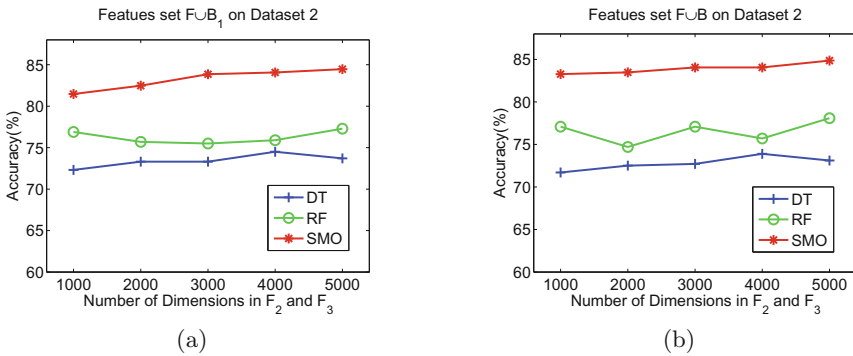 Featues set F∪B₁ on Dataset 2
Accuracy(%)
85
80
75
70
65
60
DT
RF
SMO
1000 2000 3000 4000 5000
Number of Dimensions in F₂ and F₃
(a)
Featues set F∪B on Dataset 2
Accuracy(%)
85
80
75
70
65
60
DT
RF
SMO
1000 2000 3000 4000 5000
Number of Dimensions in F₂ and F₃
(b)